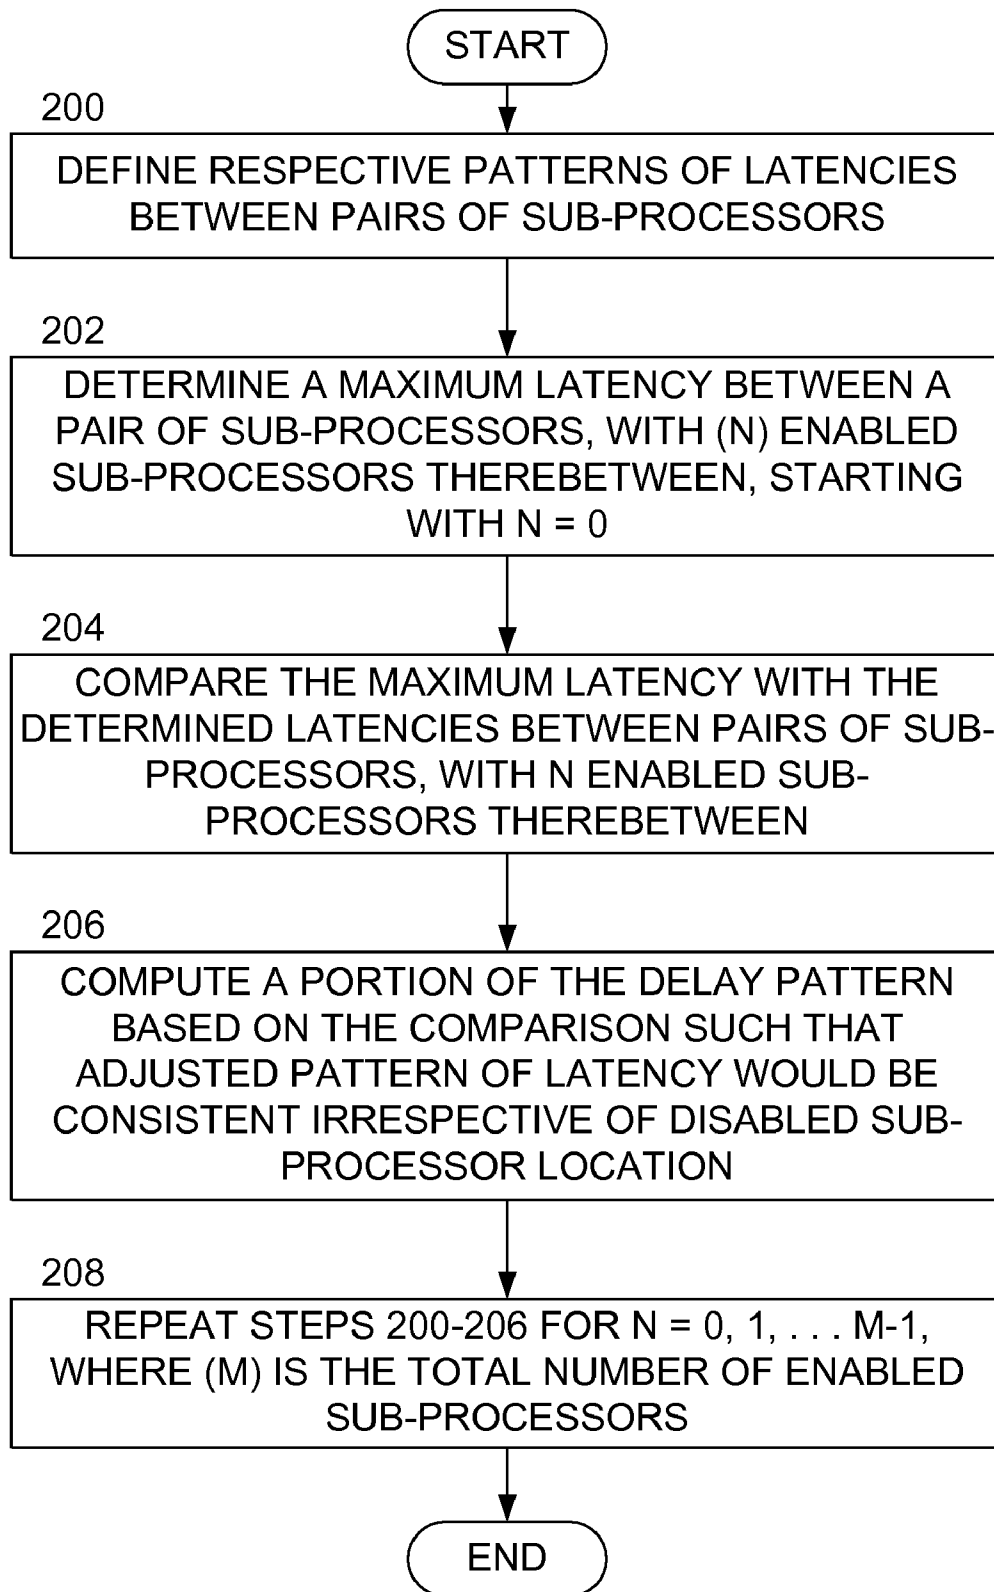 START
200
DEFINE RESPECTIVE PATTERNS OF LATENCIES
BETWEEN PAIRS OF SUB-PROCESSORS
202
DETERMINE A MAXIMUM LATENCY BETWEEN A
PAIR OF SUB-PROCESSORS, WITH (N) ENABLED
SUB-PROCESSORS THEREBETWEEN, STARTING
WITH N = 0
204
COMPARE THE MAXIMUM LATENCY WITH THE
DETERMINED LATENCIES BETWEEN PAIRS OF SUB-
PROCESSORS, WITH N ENABLED SUB-
PROCESSORS THEREBETWEEN
206
COMPUTE A PORTION OF THE DELAY PATTERN
BASED ON THE COMPARISON SUCH THAT
ADJUSTED PATTERN OF LATENCY WOULD BE
CONSISTENT IRRESPECTIVE OF DISABLED SUB-
PROCESSOR LOCATION
208
REPEAT STEPS 200-206 FOR N = 0, 1, . . . M-1,
WHERE (M) IS THE TOTAL NUMBER OF ENABLED
SUB-PROCESSORS
END